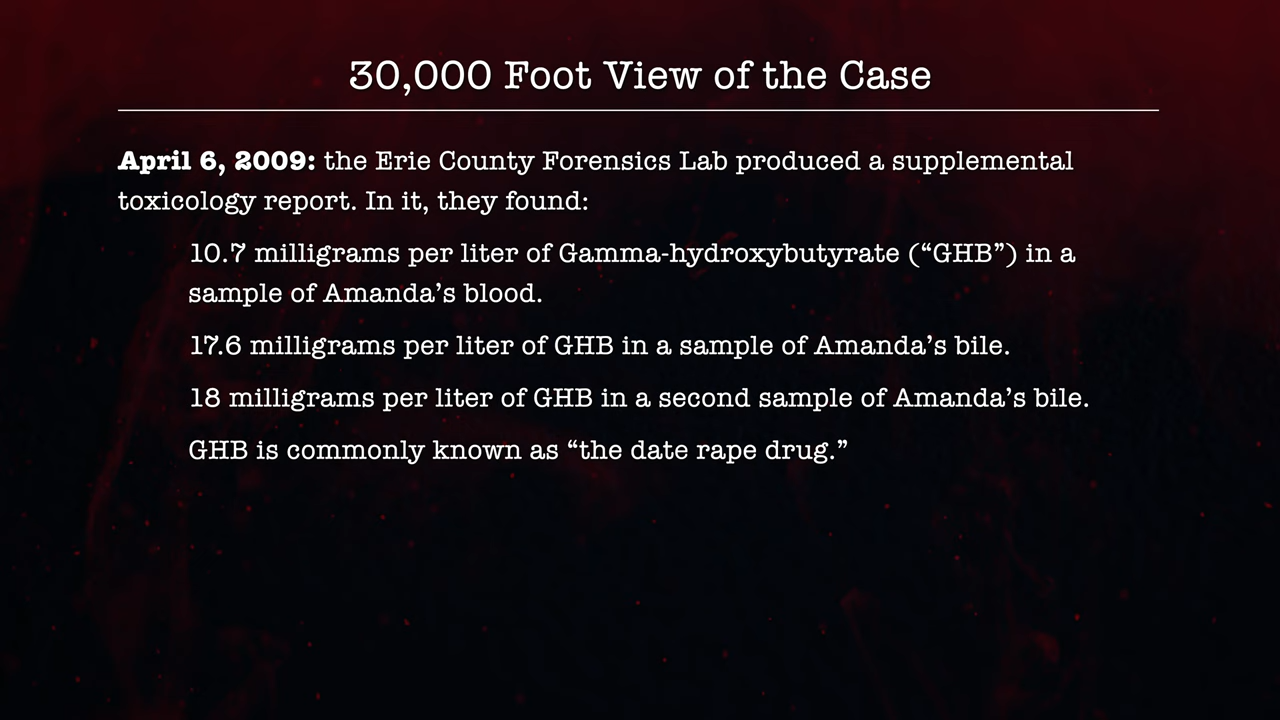 30,000 Foot View of the Case
April 6, 2009: the Erie County Forensics Lab produced a supplemental
toxicology report. In it, they found:
10.7 milligrams per liter of Gamma-hydroxybutyrate (“GHB”) in a
sample of Amanda’s blood.
17.6 milligrams per liter of GHB in a sample of Amanda’s bile.
18 milligrams per liter of GHB in a second sample of Amanda’s bile.
GHB is commonly known as “the date rape drug.”